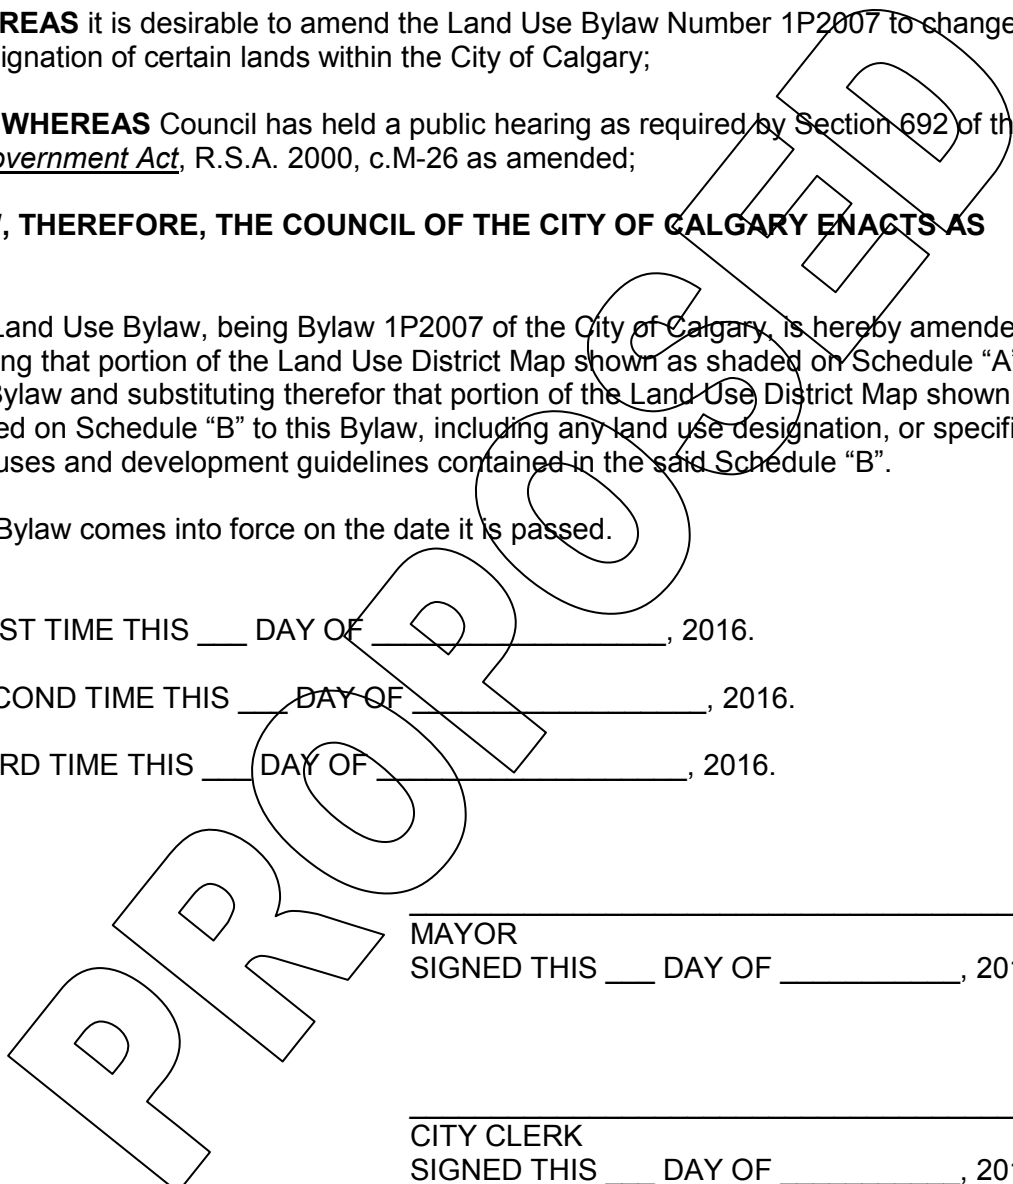 REAS it is desirable to amend the Land Use Bylaw Number 1P2007 to change
ignation of certain lands within the City of Calgary;
WHEREAS Council has held a public hearing as required by Section 692 of th
overnment Act, R.S.A. 2000, c.M-26 as amended;
, THEREFORE, THE COUNCIL OF THE CITY OF CALGARY ENACTS AS
Land Use Bylaw, being Bylaw 1P2007 of the City of Calgary, is hereby amende
ing that portion of the Land Use District Map shown as shaded on Schedule “A”
Bylaw and substituting therefor that portion of the Land Use District Map shown
ed on Schedule “B” to this Bylaw, including any land use designation, or specifi
uses and development guidelines contained in the said Schedule “B”.
Bylaw comes into force on the date it is passed.
ST TIME THIS ___ DAY OF __________________, 2016.
COND TIME THIS ___ DAY OF __________________, 2016.
RD TIME THIS ___ DAY OF ___________________, 2016.
MAYOR
SIGNED THIS ___ DAY OF ___________, 201
CITY CLERK
SIGNED THIS ___ DAY OF ___________, 201
PROPOSED